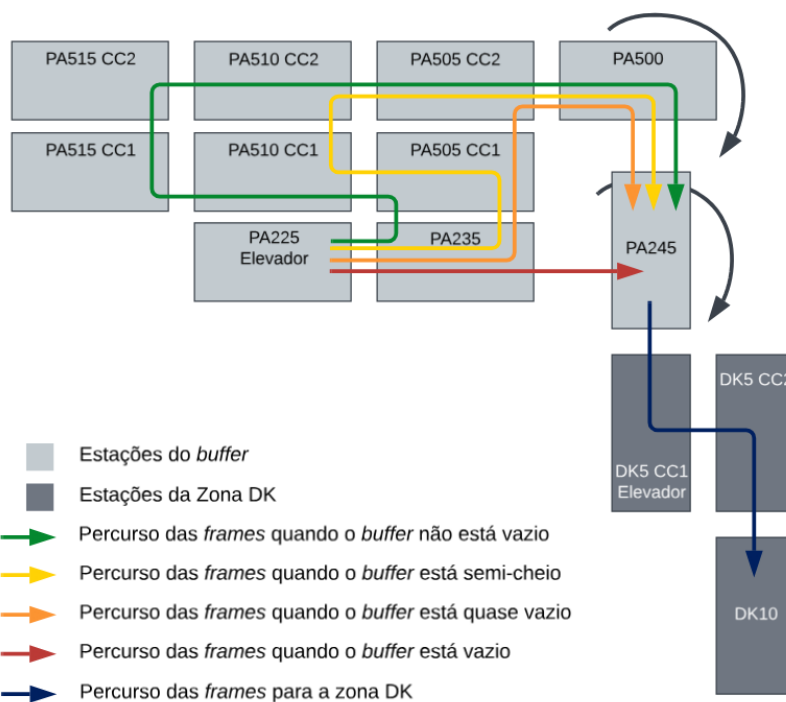 PA515 CC2
PA510 CC2
PA505 CC2
PA500
PA515 CC1
PA510 CC1
PA505 CC1
PA225
Elevador
PA235
PA245
DK5 CC2
DK5 CC1
Elevador
DK10
Estações do buffer
Estações da Zona DK
Percurso das frames quando o buffer não está vazio
Percurso das frames quando o buffer está semi-cheio
Percurso das frames quando o buffer está quase vazio
Percurso das frames quando o buffer está vazio
Percurso das frames para a zona DK